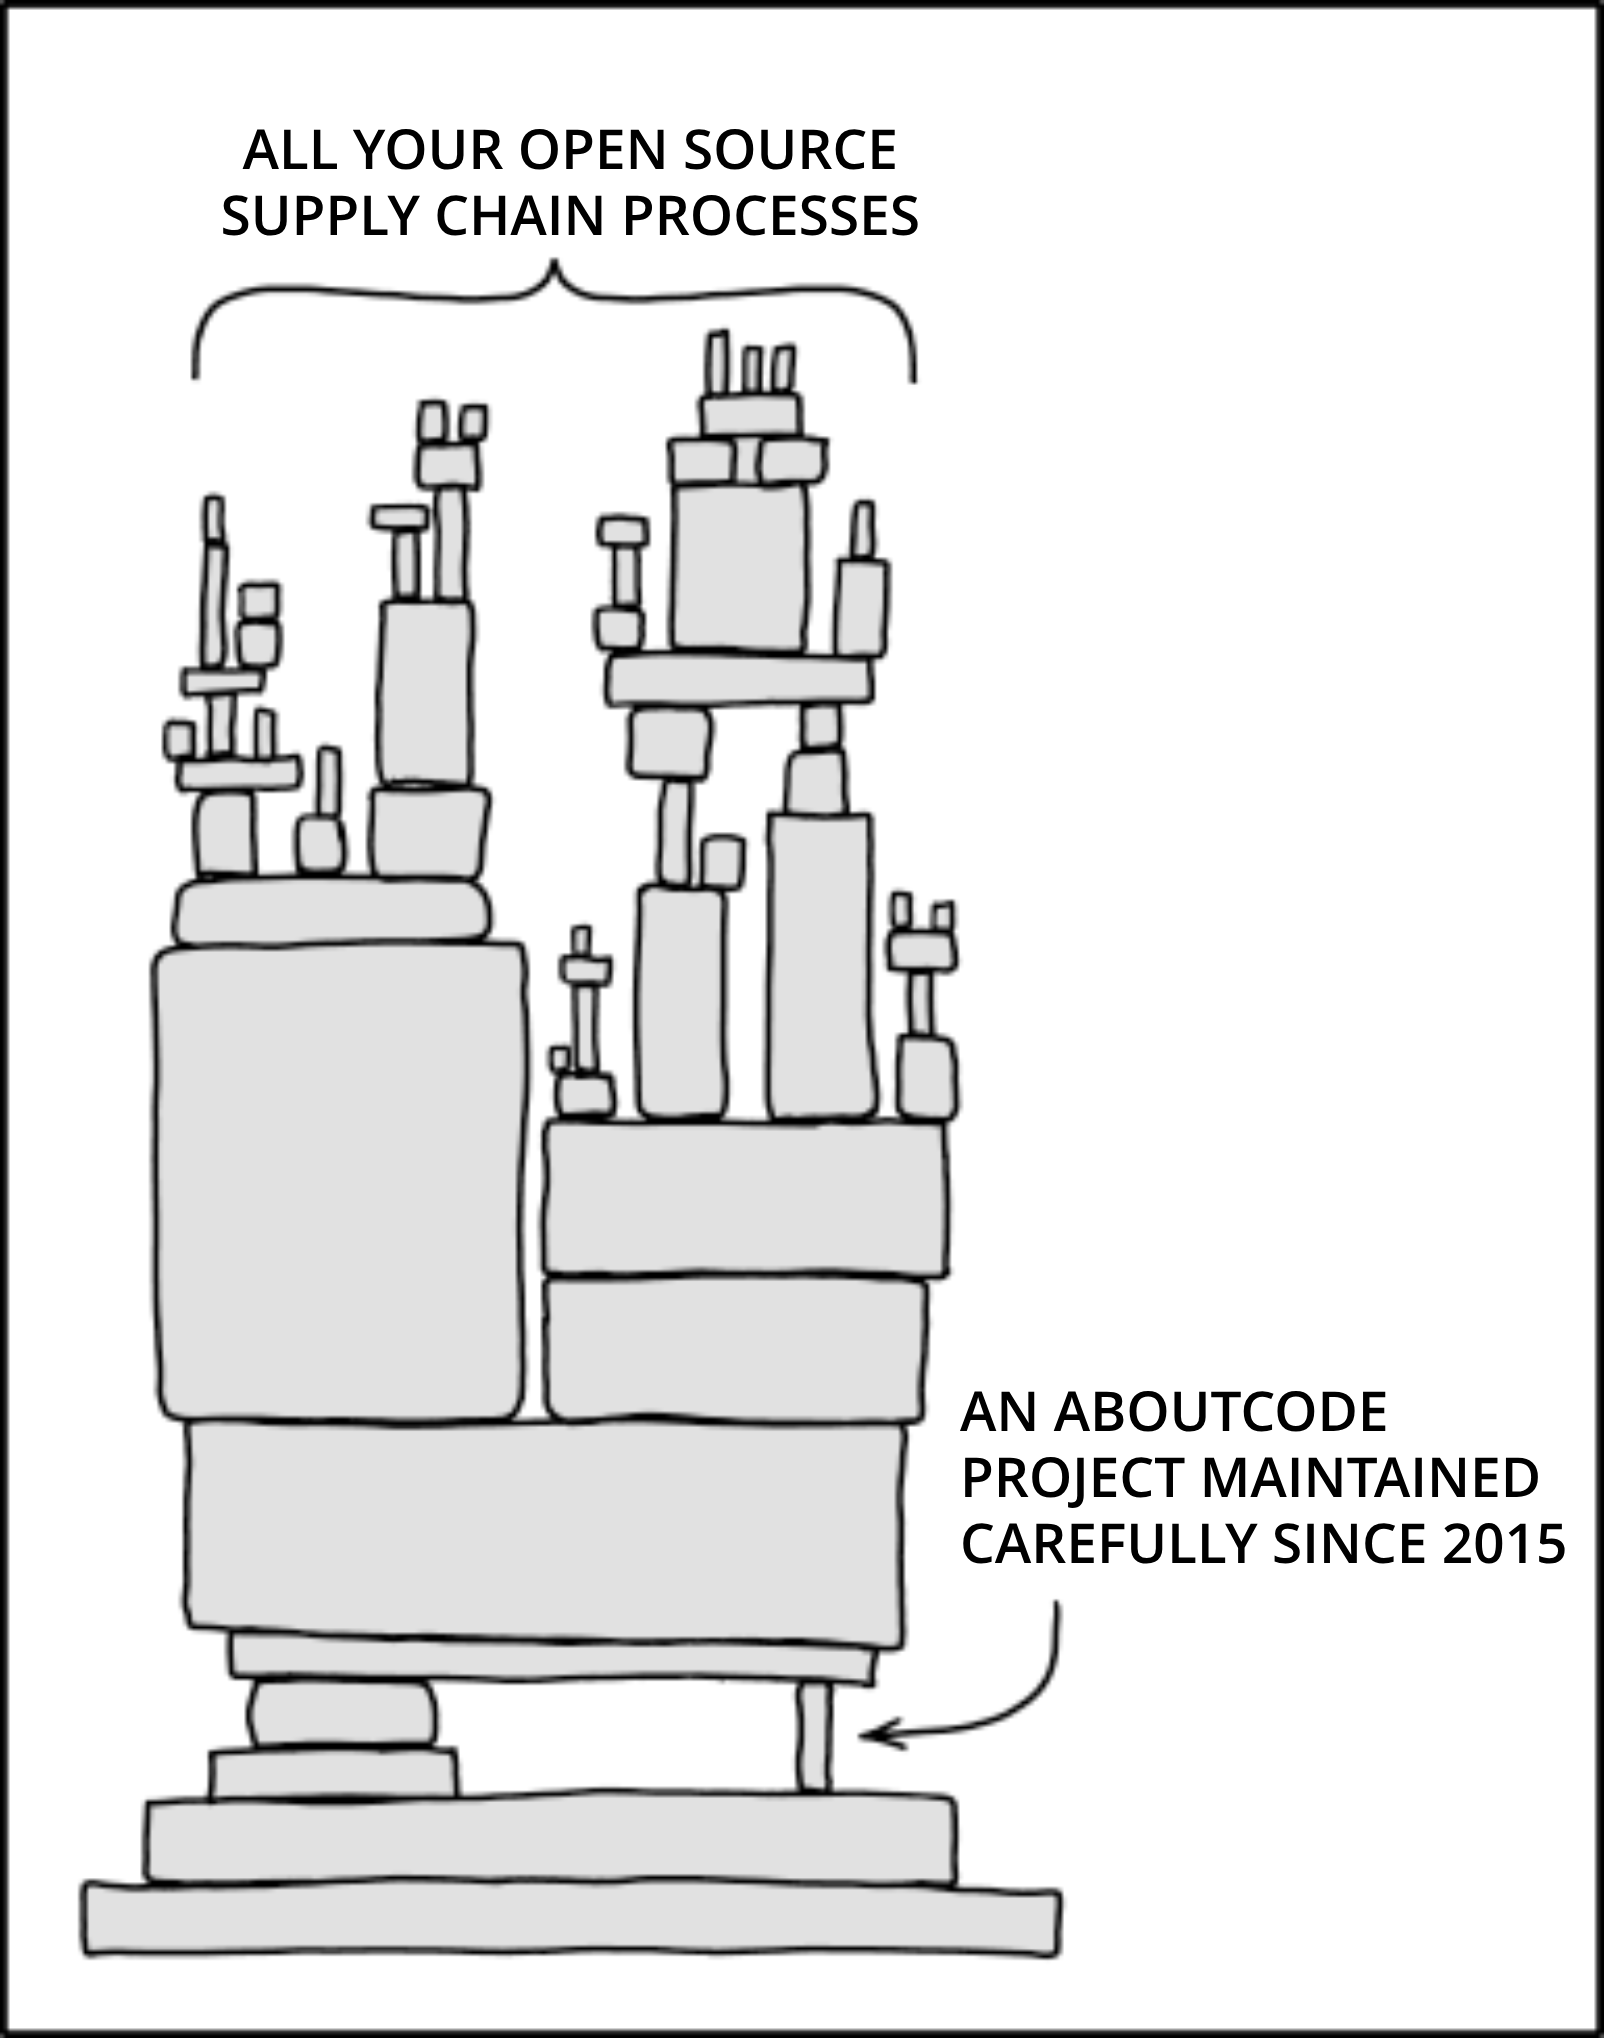 ALL YOUR OPEN SOURCE
SUPPLY CHAIN PROCESSES
AN ABOUTCODE
PROJECT MAINTAINED
CAREFULLY SINCE 2015